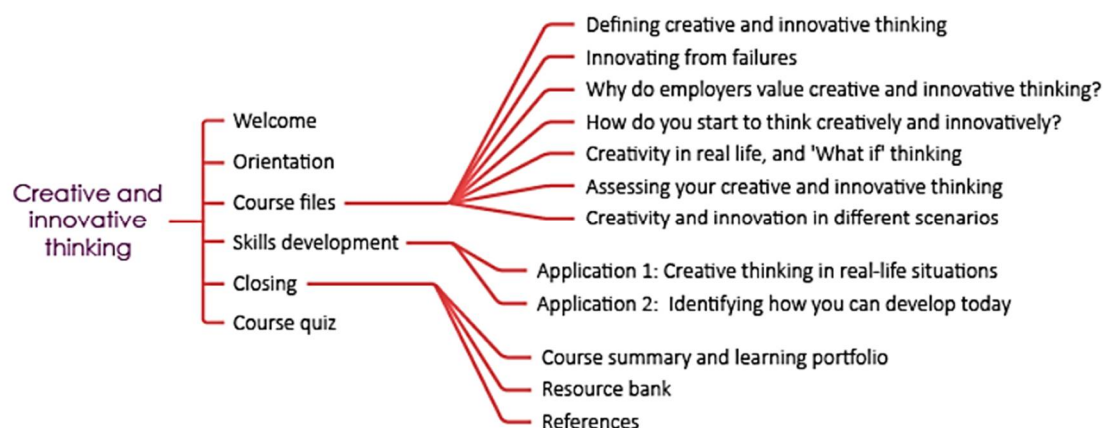 Creative and
innovative
thinking
Welcome
Orientation
Course files
Skills development
Closing
Course quiz
Defining creative and innovative thinking
Innovating from failures
Why do employers value creative and innovative thinking?
How do you start to think creatively and innovatively?
Creativity in real life, and 'What if' thinking
Assessing your creative and innovative thinking
Creativity and innovation in different scenarios
Application 1: Creative thinking in real-life situations
Application 2:  Identifying how you can develop today
Course summary and learning portfolio
Resource bank
References